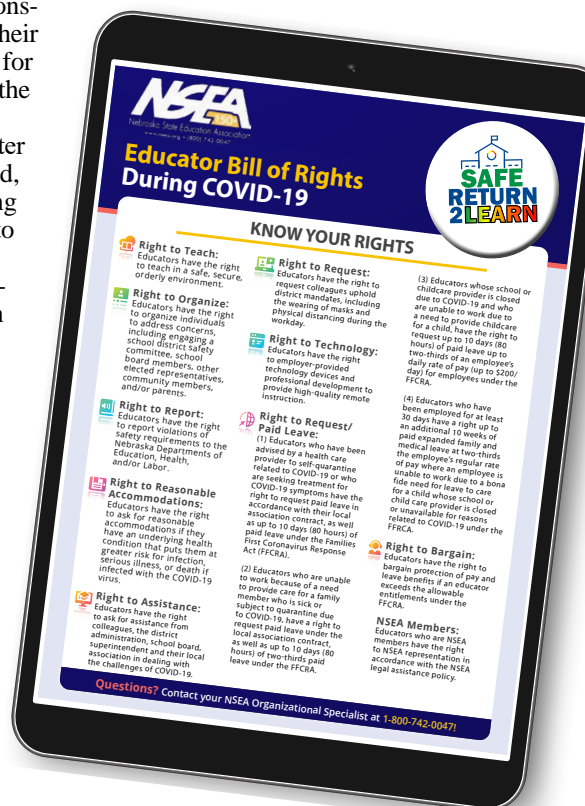 ons-
heir
for
the
ter
d,
ng
to
-
n
NSEA
150
Nebraska State Education Association
www.nsea.org • (800) 742-0047
Educator Bill of Rights
During COVID-19
SAFE
RETURN
2LEARN
KNOW YOUR RIGHTS
Right to Teach:
Educators have the right
to teach in a safe, secure,
orderly environment.
Right to Organize:
Educators have the right
to organize individuals
to address concerns,
including engaging a
school district safety
committee, school
board members, other
elected representatives,
community members,
and/or parents.
Right to Report:
Educators have the right
to report violations of
safety requirements to the
Nebraska Departments of
Education, Health,
and/or Labor.
Right to Reasonable
Accommodations:
Educators have the right
to ask for reasonable
accommodations if they
have an underlying health
condition that puts them at
greater risk for infection,
serious illness, or death if
infected with the COVID-19
virus.
Right to Assistance:
Educators have the right
to ask for assistance from
colleagues, the district
administration, school board,
superintendent and their local
association in dealing with
the challenges of COVID-19.
Right to Request:
Educators have the right to
request colleagues uphold
district mandates, including
the wearing of masks and
physical distancing during the
workday.
Right to Technology:
Educators have the right
to employer-provided
technology devices and
professional development to
provide high-quality remote
instruction.
Right to Request/
Paid Leave:
(1) Educators who have been
advised by a health care
provider to self-quarantine
related to COVID-19 or who
are seeking treatment for
COVID-19 symptoms have the
right to request paid leave in
accordance with their local
association contract, as well
as up to 10 days (80 hours) of
paid leave under the Families
First Coronavirus Response
Act (FFCRA).
(2) Educators who are unable
to work because of a need
to provide care for a family
member who is sick or
subject to quarantine due
to COVID-19, have a right to
request paid leave under the
local association contract,
as well as up to 10 days (80
hours) of two-thirds paid
leave under the FFCRA.
(3) Educators whose school or
childcare provider is closed
due to COVID-19 and who
are unable to work due to
a need to provide childcare
for a child, have the right to
request up to 10 days (80
hours) of paid leave up to
two-thirds of an employee's
daily rate of pay (up to $200/
day) for employees under the
FFCRA.
(4) Educators who have
been employed for at least
30 days have a right up to
an additional 10 weeks of
paid expanded family and
medical leave at two-thirds
the employee's regular rate
of pay where an employee is
unable to work due to a bona
fide need for leave to care
for a child whose school or
childcare provider is closed
or unavailable for reasons
related to COVID-19 under the
FFRCA.
Right to Bargain:
Educators have the right to
bargain protection of pay and
leave benefits if an educator
exceeds the allowable
entitlements under the
FFCRA.
NSEA Members:
Educators who are NSEA
members have the right
to NSEA representation in
accordance with the NSEA
legal assistance policy.
Questions? Contact your NSEA Organizational Specialist at 1-800-742-0047!